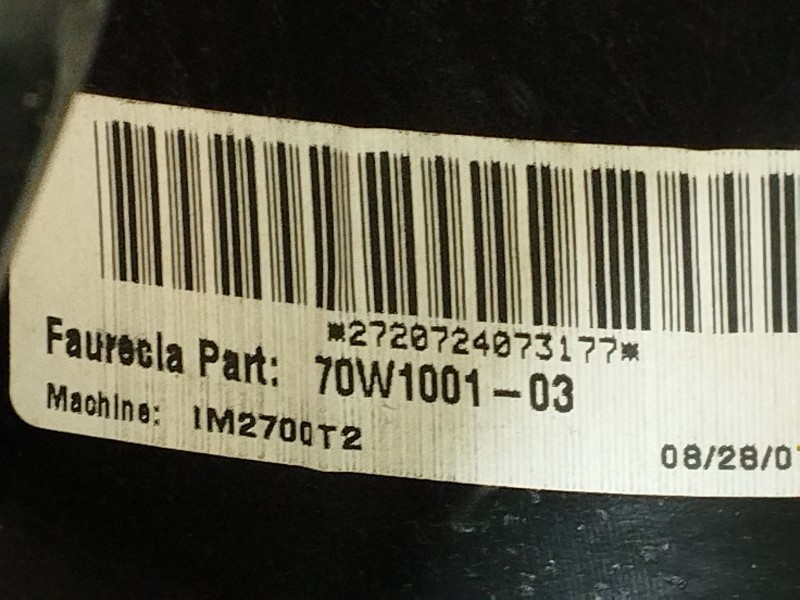 *2720724073177*
Faurecia Part: 70W1001-03
Machine: IM2700T2
08/28/0